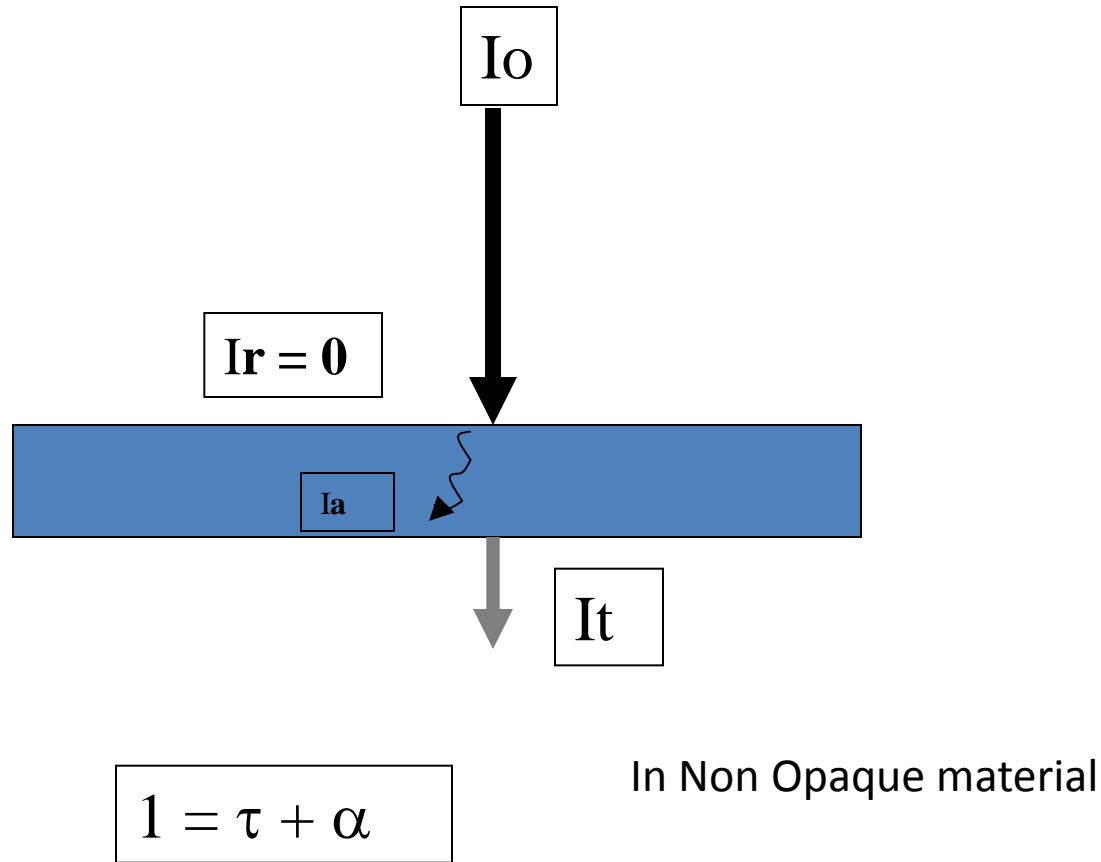 Io
Ir = 0
Ia
It
In Non Opaque material
1 = τ + α